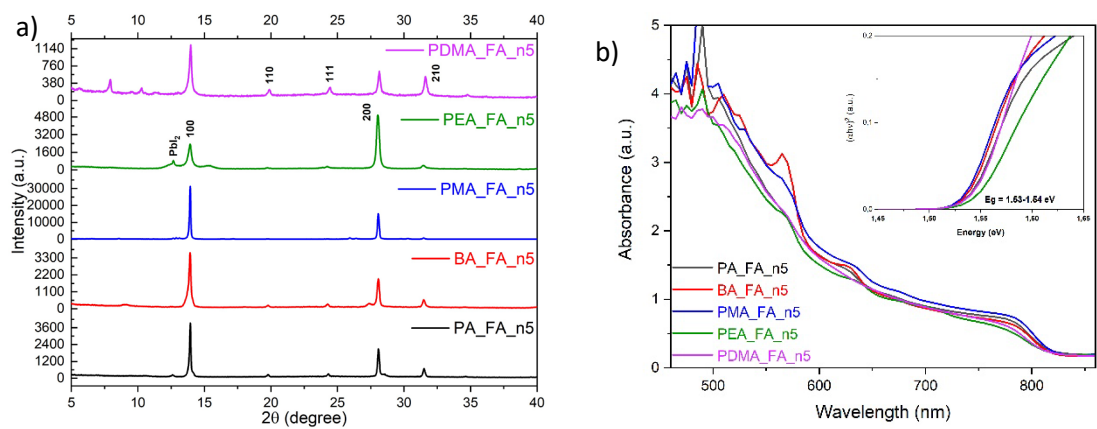 a)
5 10 15 20 25 30 35 40
1140
760
380
0
PDMA_FA_n5
110
111
210
4800
3200
1600
0
PEA_FA_n5
PbI2
100
200
30000
20000
10000
0
PMA_FA_n5
3300
2200
1100
0
BA_FA_n5
3600
2400
1200
0
PA_FA_n5
Intensity (a.u.)
5 10 15 20 25 30 35 40
2θ (degree)
b)
5
4
3
2
1
0
Absorbance (a.u.)
PA_FA_n5
BA_FA_n5
PMA_FA_n5
PEA_FA_n5
PDMA_FA_n5
500 600 700 800
Wavelength (nm)
0,2
0,1
0,0
(αhν)² (a.u.)
Eg = 1.53-1.54 eV
1,45 1,50 1,55 1,60 1,65
Energy (eV)